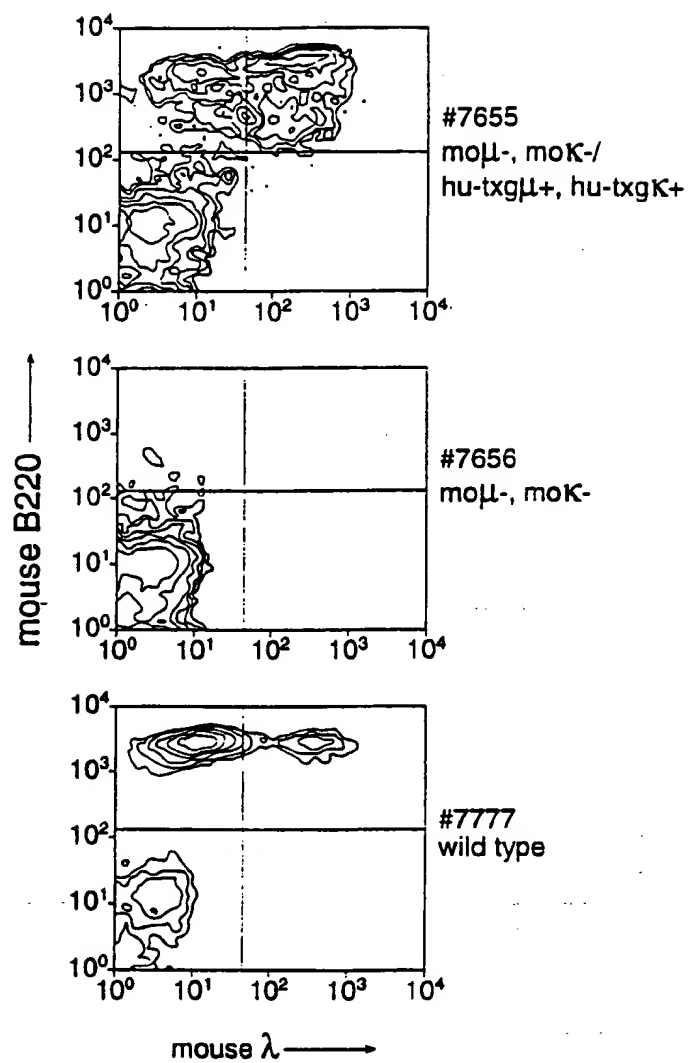 10⁴
10³
10²
10¹
10⁰
10⁰ 10¹ 10² 10³ 10⁴
#7655
moμ-, moκ-/
hu-txgμ+, hu-txgκ+
10⁴
10³
10²
10¹
10⁰
10⁰ 10¹ 10² 10³ 10⁴
#7656
moμ-, moκ-
10⁴
10³
10²
10¹
10⁰
10⁰ 10¹ 10² 10³ 10⁴
#7777
wild type
mouse B220
mouse λ